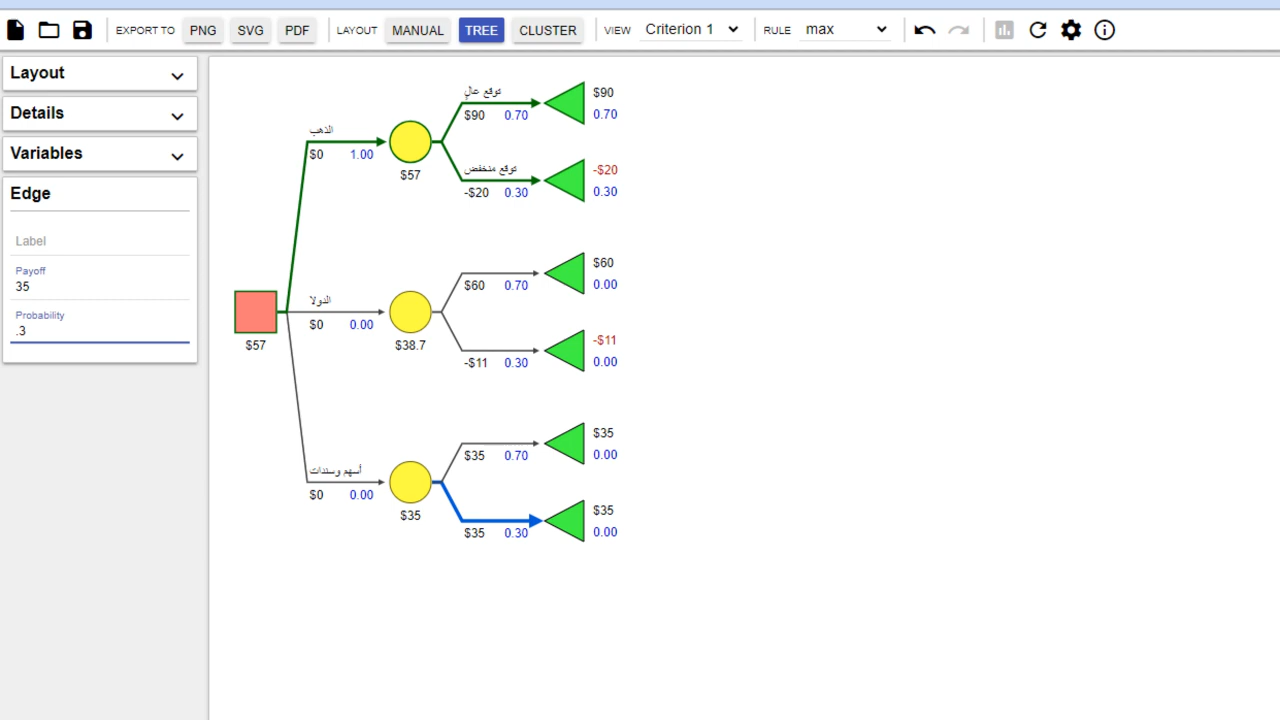 EXPORT TO PNG SVG PDF LAYOUT MANUAL TREE CLUSTER VIEW Criterion 1 RULE max
Layout
Details
Variables
Edge
Label
Payoff
35
Probability
.3
توقع عالٍ
$90 0.70
$90
0.70
الذهب
$0 1.00
$57
توقع منخفض
-$20 0.30
-$20
0.30
$60 0.70
$60
0.00
الدولا
$0 0.00
$57
$38.7
-$11 0.30
-$11
0.00
$35 0.70
$35
0.00
أسهم وسندات
$0 0.00
$35
$35 0.30
$35
0.00